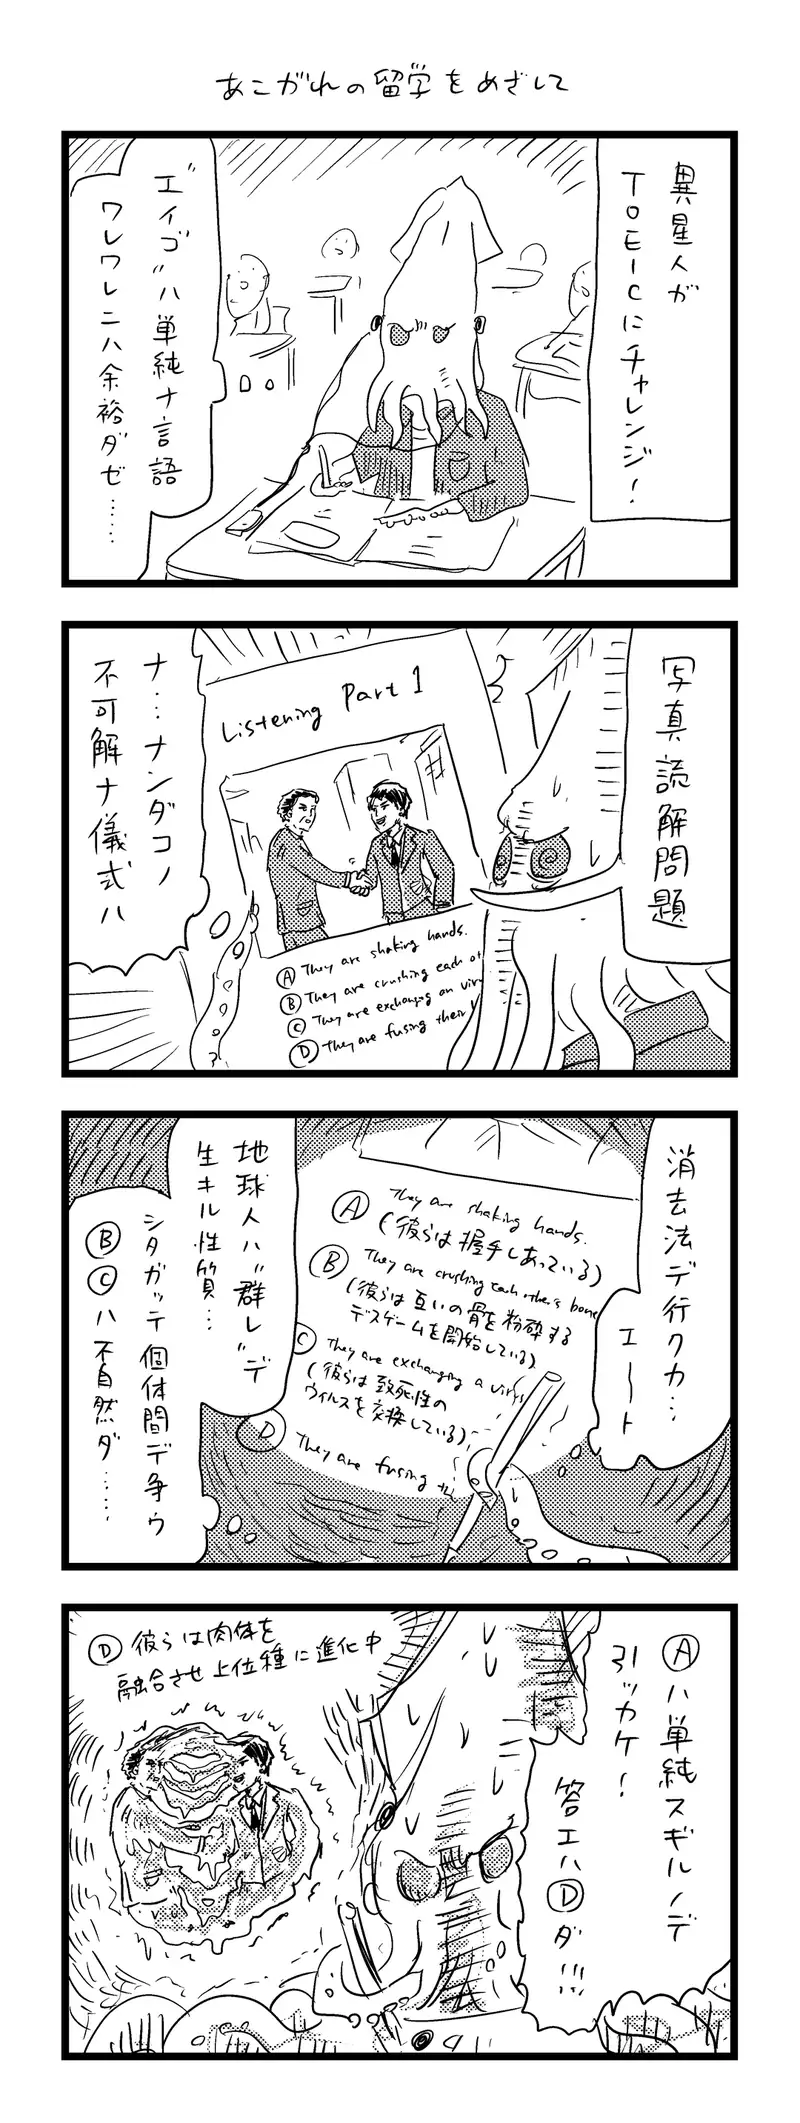 あこがれの留学をめざして
異星人が
TOEICにチャレンジ！
"エイゴ"ハ単純ナ言語
ワレワレニハ余裕ダゼ……
写真読解問題
Listening Part 1
Ⓐ They are shaking hands.
Ⓑ They are crushing each
Ⓒ They are exchanging an
Ⓓ They are fusing their
ナ…ナンダコノ
不可解ナ儀式ハ
消去法デ行クカ…
エート
Ⓐ They are shaking hands.
(彼らは握手しあっている)
Ⓑ They are crushing each other's bone
(彼らは互いの骨を粉砕する
デスゲームを開始している)
Ⓒ They are exchanging a virus
(彼らは致死性の
ウイルスを交換している)
Ⓓ They are fusing
地球人ハ"群レ"デ
生キル性質…
シタガッテ個体間デ争ウ
ⒷⒸハ不自然ダ……
Ⓐハ単純スギルノデ
引ッカケ！
答エハⒹダ!!!
Ⓓ 彼らは肉体を
融合させ上位種に進化中